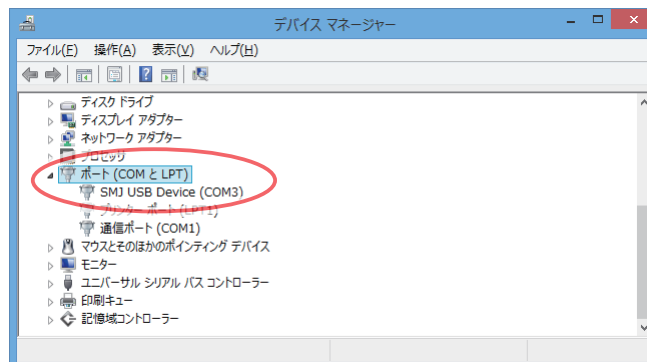 デバイス マネージャー
ファイル(F) 操作(A) 表示(V) ヘルプ(H)
ディスク ドライブ
ディスプレイ アダプター
ネットワーク アダプター
プロセッサ
ポート (COM と LPT)
SMJ USB Device (COM3)
プリンター ポート (LPT1)
通信ポート (COM1)
マウスとそのほかのポインティング デバイス
モニター
ユニバーサル シリアル バス コントローラー
印刷キュー
記憶域コントローラー